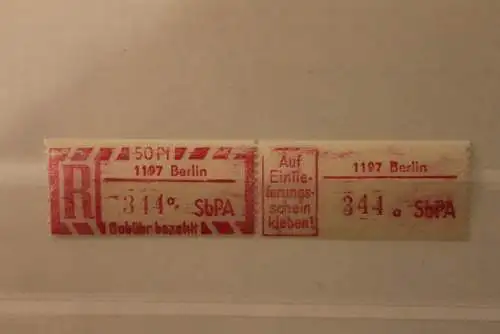 50 Pf
1197 Berlin
R
344 a
SbPA
Gebühr bezahlt
Auf
Einlie-
ferungs-
schein
kleben!
1197 Berlin
344 a SbPA